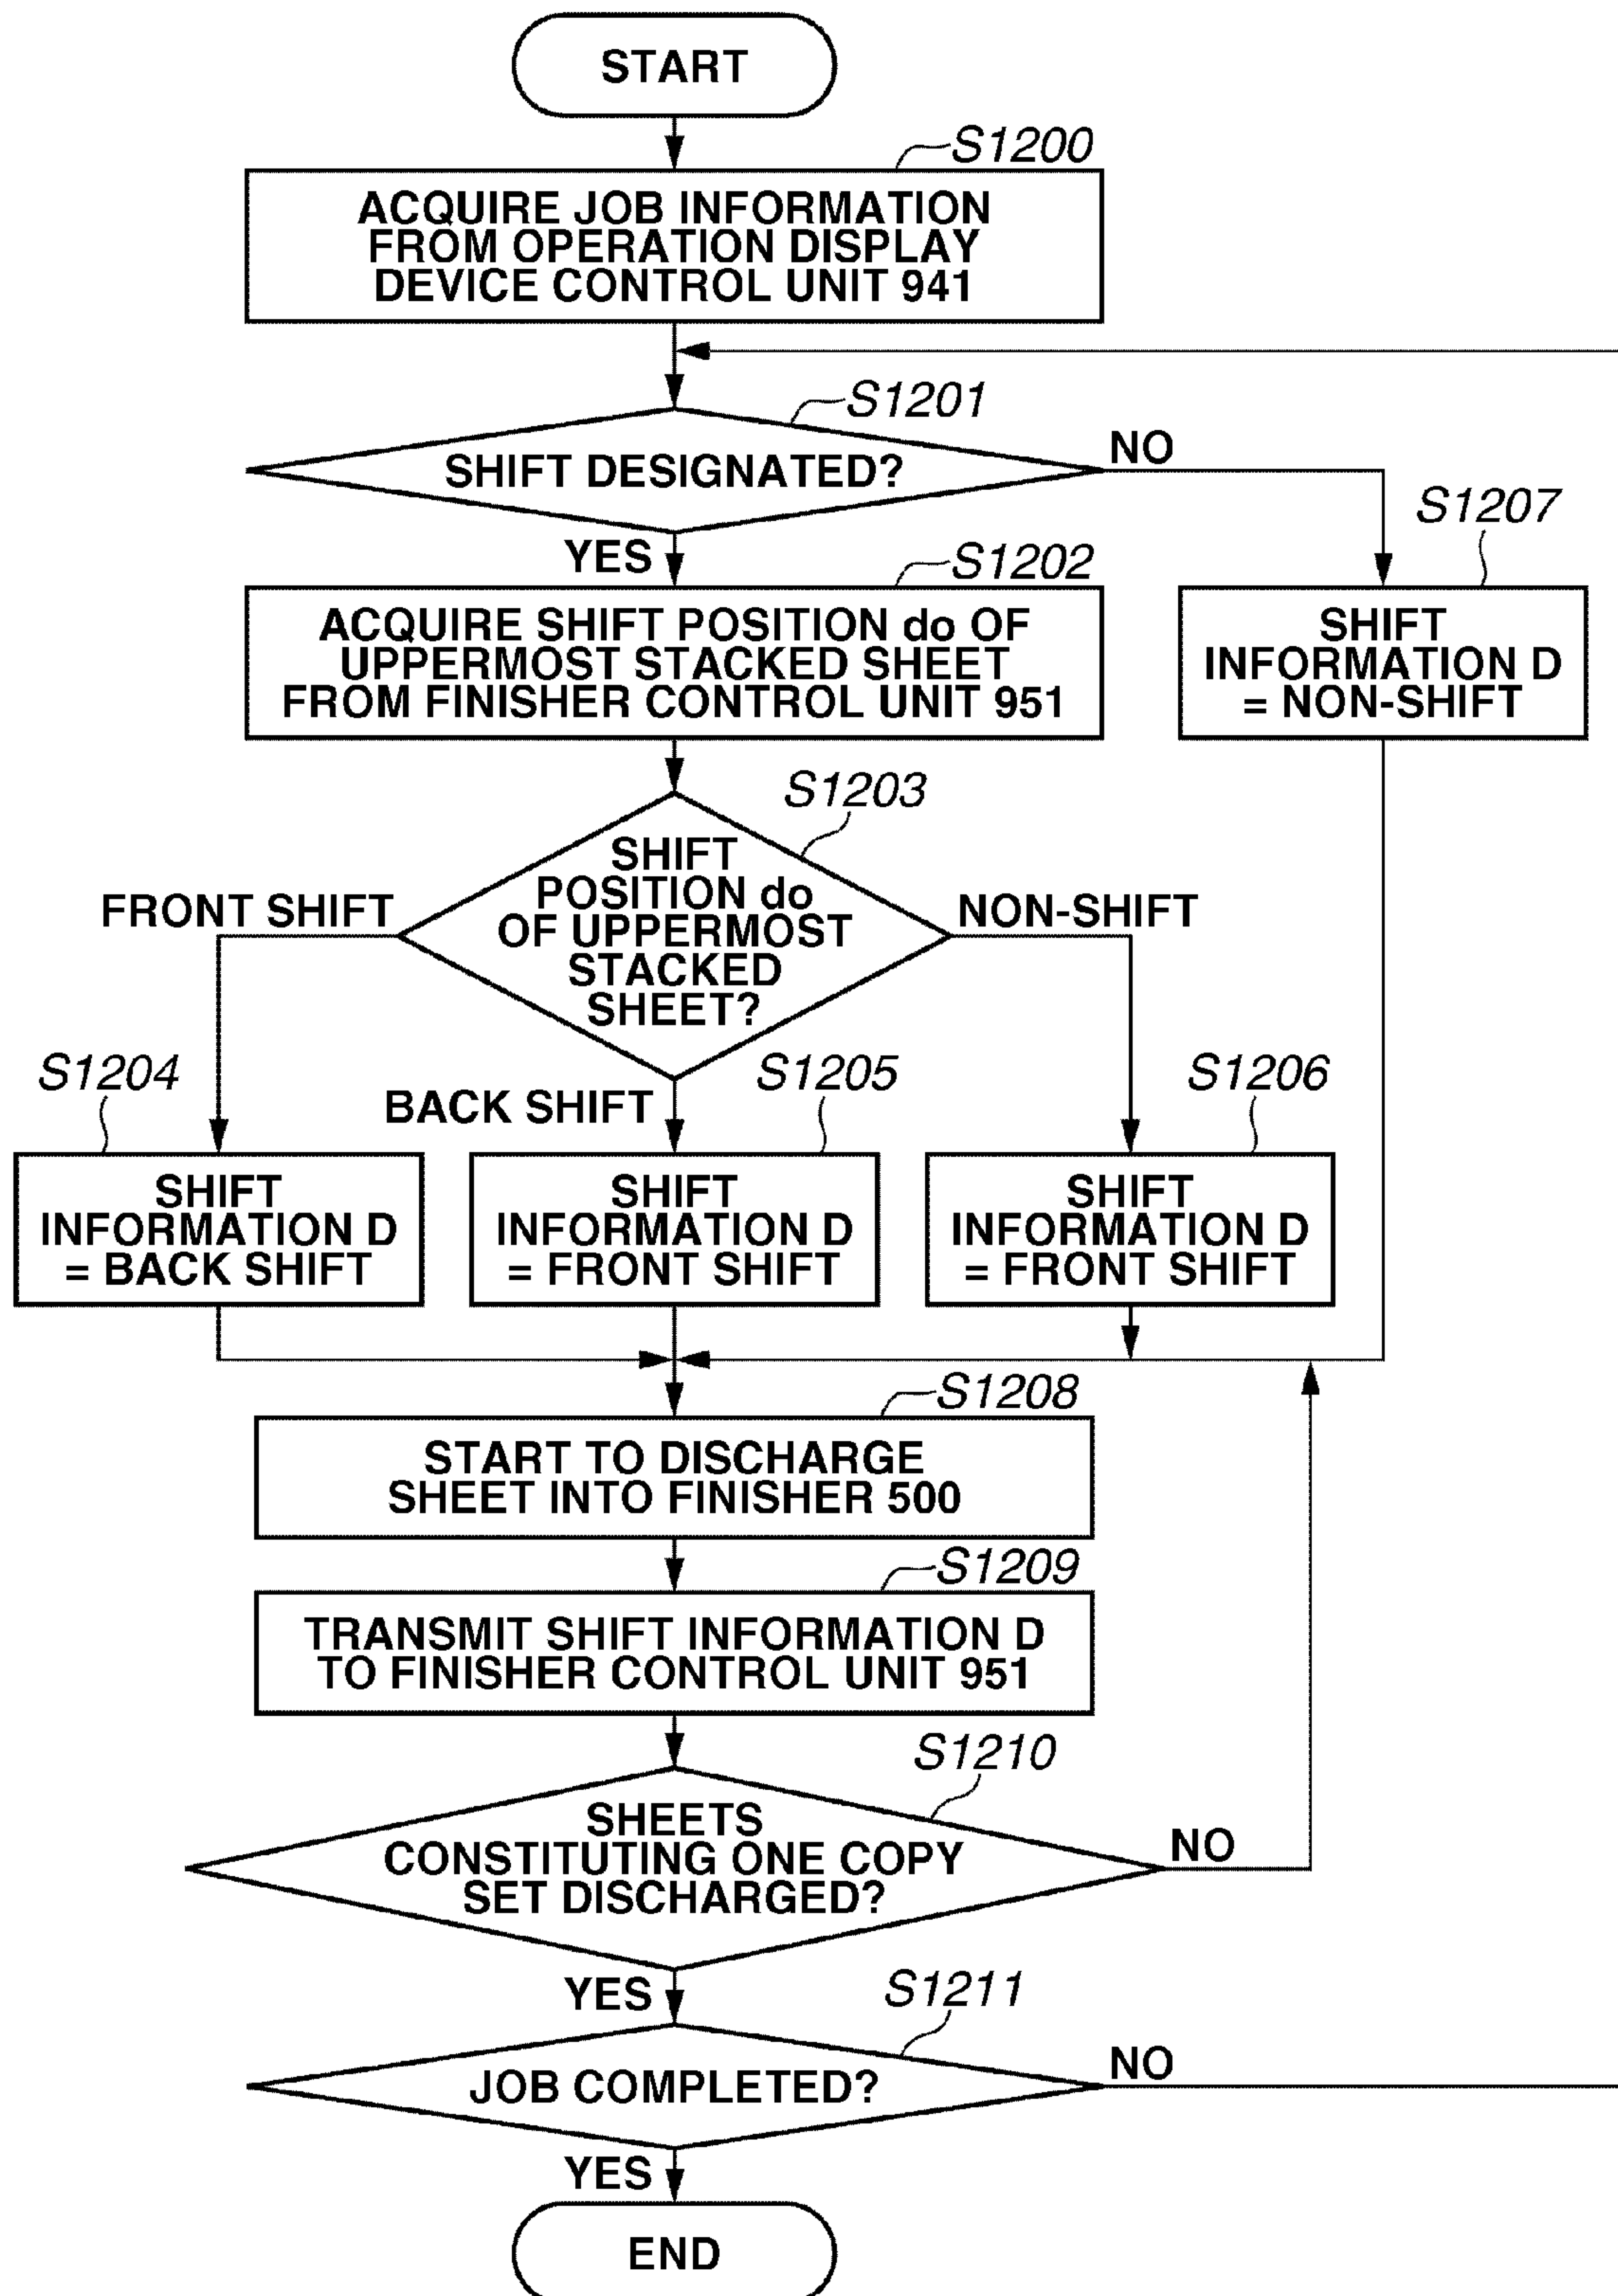 START
S1200
ACQUIRE JOB INFORMATION
FROM OPERATION DISPLAY
DEVICE CONTROL UNIT 941
S1201
SHIFT DESIGNATED?
NO
YES
S1202
ACQUIRE SHIFT POSITION do OF
UPPERMOST STACKED SHEET
FROM FINISHER CONTROL UNIT 951
S1207
SHIFT
INFORMATION D
= NON-SHIFT
S1203
SHIFT
POSITION do
OF UPPERMOST
STACKED
SHEET?
FRONT SHIFT
NON-SHIFT
BACK SHIFT
S1204
SHIFT
INFORMATION D
= BACK SHIFT
S1205
SHIFT
INFORMATION D
= FRONT SHIFT
S1206
SHIFT
INFORMATION D
= FRONT SHIFT
S1208
START TO DISCHARGE
SHEET INTO FINISHER 500
S1209
TRANSMIT SHIFT INFORMATION D
TO FINISHER CONTROL UNIT 951
S1210
SHEETS
CONSTITUTING ONE COPY
SET DISCHARGED?
NO
YES
S1211
JOB COMPLETED?
NO
YES
END